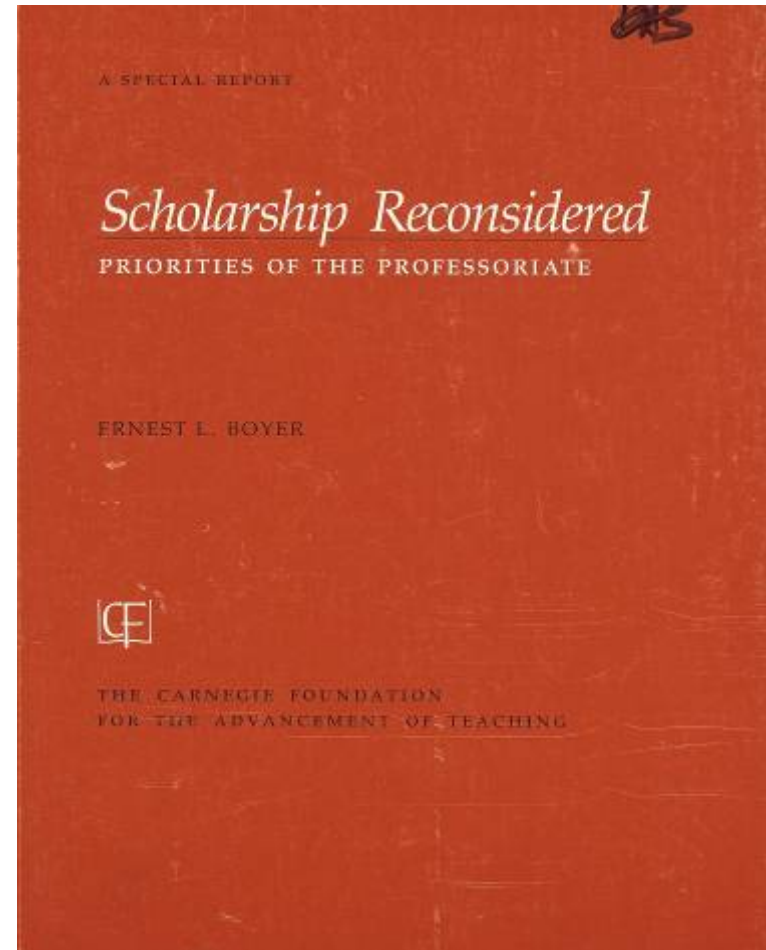 A SPECIAL REPORT
Scholarship Reconsidered
PRIORITIES OF THE PROFESSORIATE
ERNEST L. BOYER
CF
THE CARNEGIE FOUNDATION
FOR THE ADVANCEMENT OF TEACHING